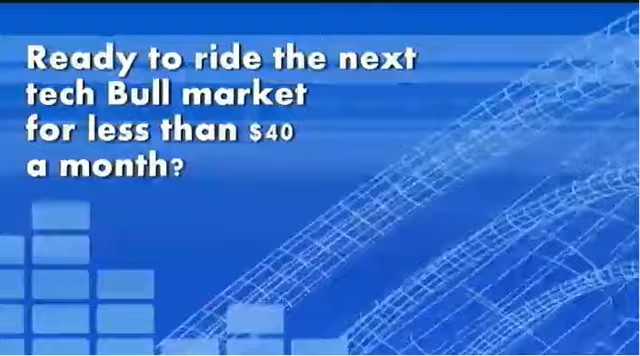 Ready to ride the next
tech Bull market
for less than $40
a month?